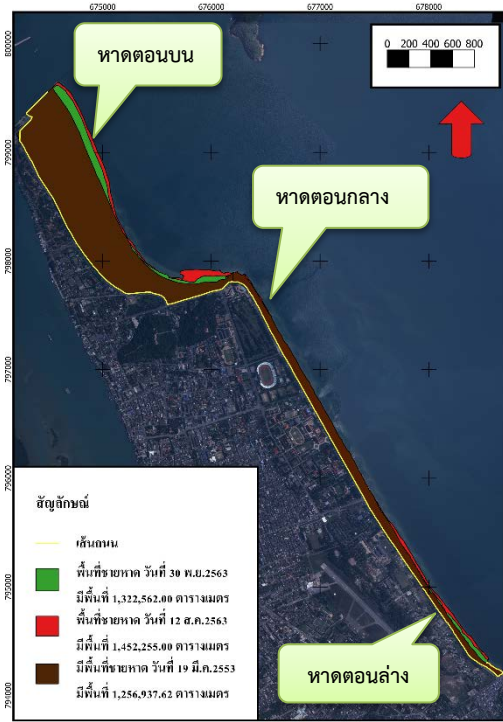 675000 676000 677000 678000
800000
799000
798000
797000
796000
795000
794000
0 200 400 600 800
หาดตอนบน
หาดตอนกลาง
หาดตอนล่าง
สัญลักษณ์
เส้นถนน
พื้นที่ชายหาด วันที่ 30 พ.ย.2563
มีพื้นที่ 1,322,562.00 ตารางเมตร
พื้นที่ชายหาด วันที่ 12 ส.ค.2563
มีพื้นที่ 1,452,255.00 ตารางเมตร
มีพื้นที่ชายหาด วันที่ 19 มี.ค.2553
มีพื้นที่ 1,256,937.62 ตารางเมตร